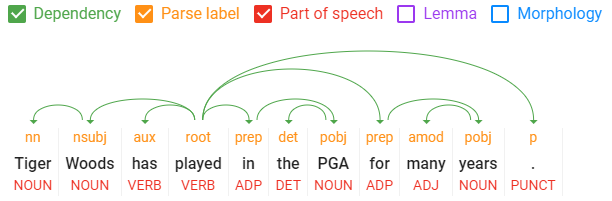 Dependency Parse label Part of speech Lemma Morphology
nn nsubj aux root prep det pobj prep amod pobj p
Tiger Woods has played in the PGA for many years .
NOUN NOUN VERB VERB ADP DET NOUN ADP ADJ NOUN PUNCT